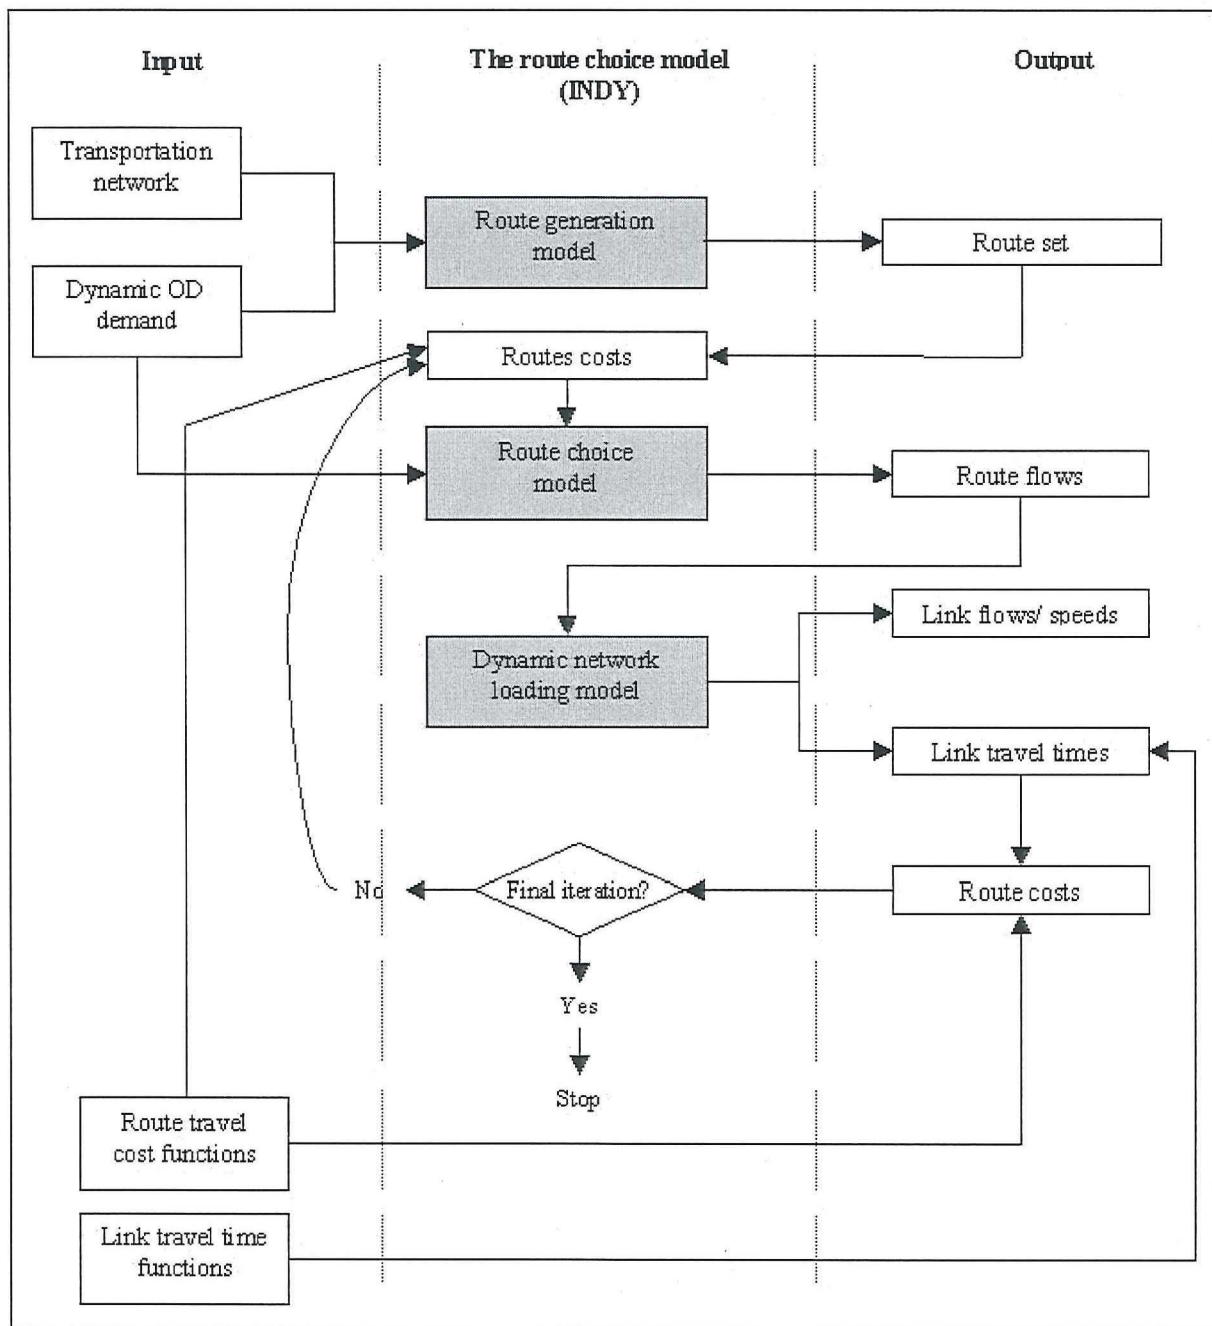 Input
The route choice model
(INDY)
Output
Transportation
network
Route generation
model
Route set
Dynamic OD
demand
Routes costs
Route choice
model
Route flows
Link flows/ speeds
Dynamic network
loading model
Link travel times
No
Final iteration?
Route costs
Yes
Stop
Route travel
cost functions
Link travel time
functions